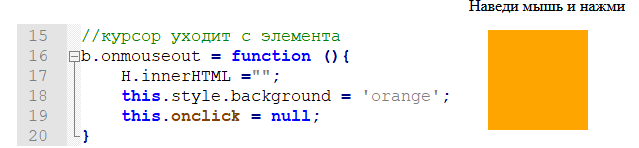 Наведи мышь и нажми
15 //курсор уходит с элемента
16 b.onmouseout = function (){
17 H.innerHTML ="";
18 this.style.background = 'orange';
19 this.onclick = null;
20 }